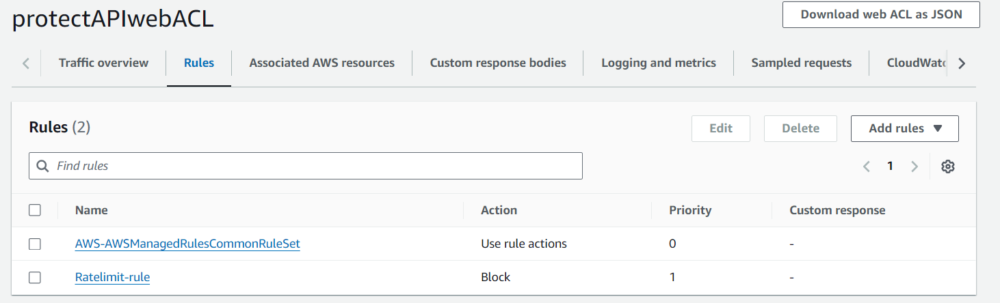 protectAPIwebACL
Download web ACL as JSON
Traffic overview Rules Associated AWS resources Custom response bodies Logging and metrics Sampled requests CloudWatc
Rules (2)
Edit Delete Add rules
Find rules
1
Name Action Priority Custom response
AWS-AWSManagedRulesCommonRuleSet Use rule actions 0 -
Ratelimit-rule Block 1 -